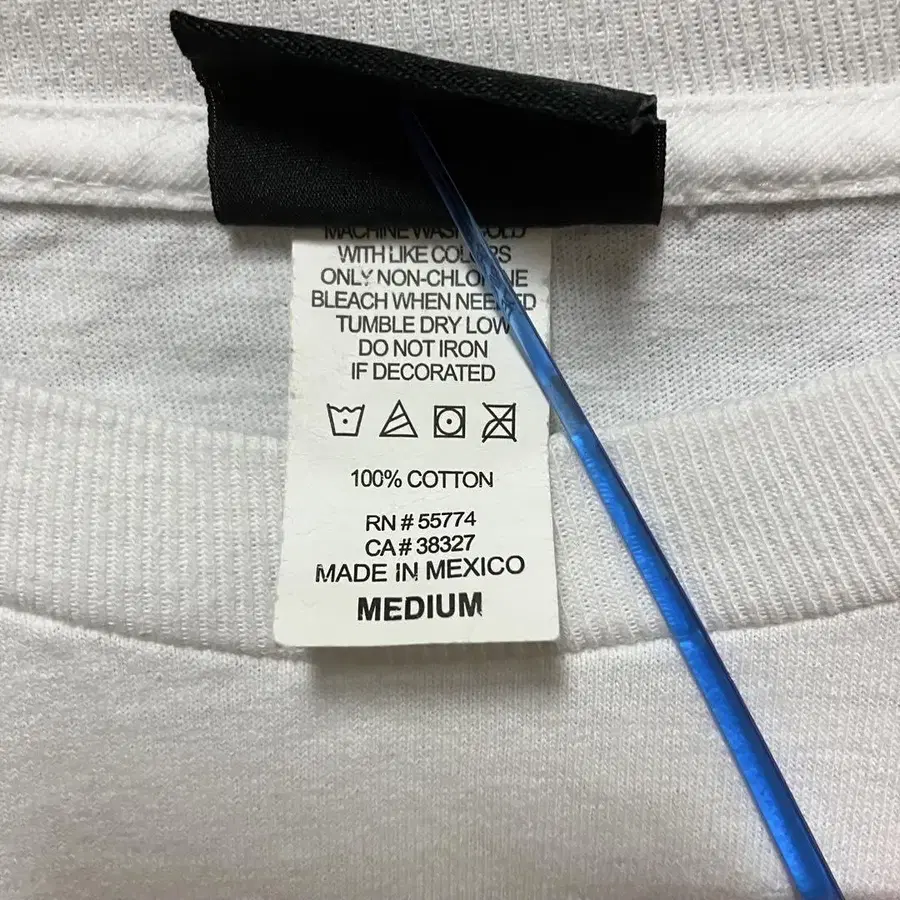 MACHINE WASH COLD
WITH LIKE COLORS
ONLY NON-CHLORINE
BLEACH WHEN NEEDED
TUMBLE DRY LOW
DO NOT IRON
IF DECORATED
100% COTTON
RN # 55774
CA # 38327
MADE IN MEXICO
MEDIUM